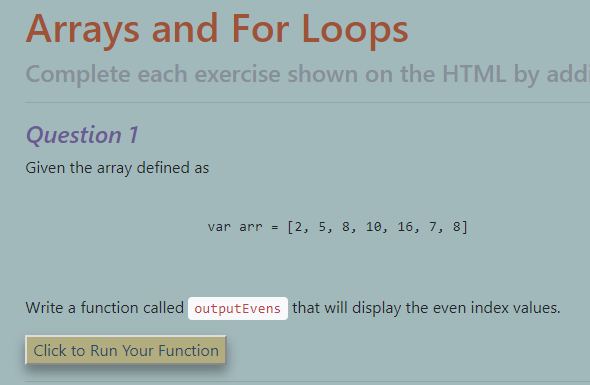 Arrays and For Loops
Complete each exercise shown on the HTML by
Question 1
Given the array defined as
var arr = [2, 5, 8, 10, 16, 7, 8]
Write a function called outputEvens that will display the even index values.
Click to Run Your Function